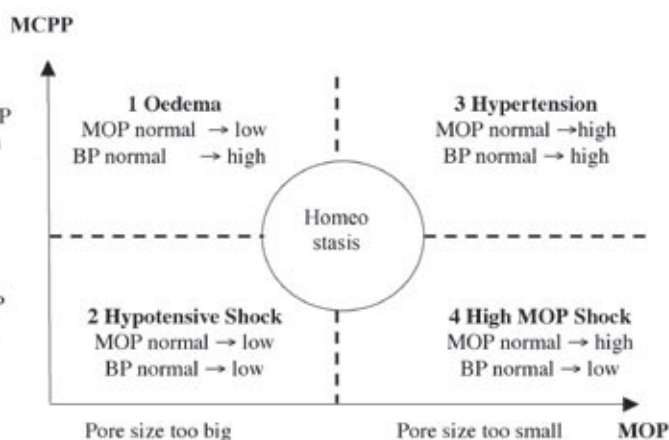 MCPP
1 Oedema
MOP normal → low
BP normal → high
3 Hypertension
MOP normal →high
BP normal → high
Homeo
stasis
2 Hypotensive Shock
MOP normal → low
BP normal → low
4 High MOP Shock
MOP normal → high
BP normal → low
Pore size too big
Pore size too small
MOP